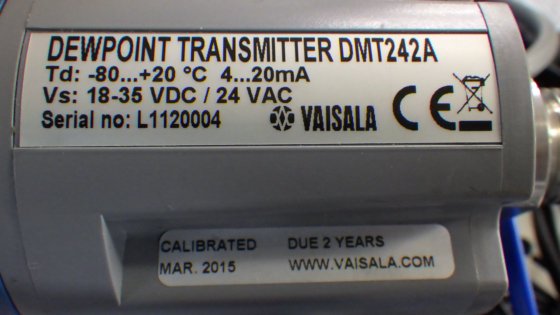 DEWPOINT TRANSMITTER DMT242A
Td: -80...+20 °C 4...20mA
Vs: 18-35 VDC / 24 VAC
Serial no: L1120004 VAISALA CE
CALIBRATED DUE 2 YEARS
MAR. 2015 WWW.VAISALA.COM